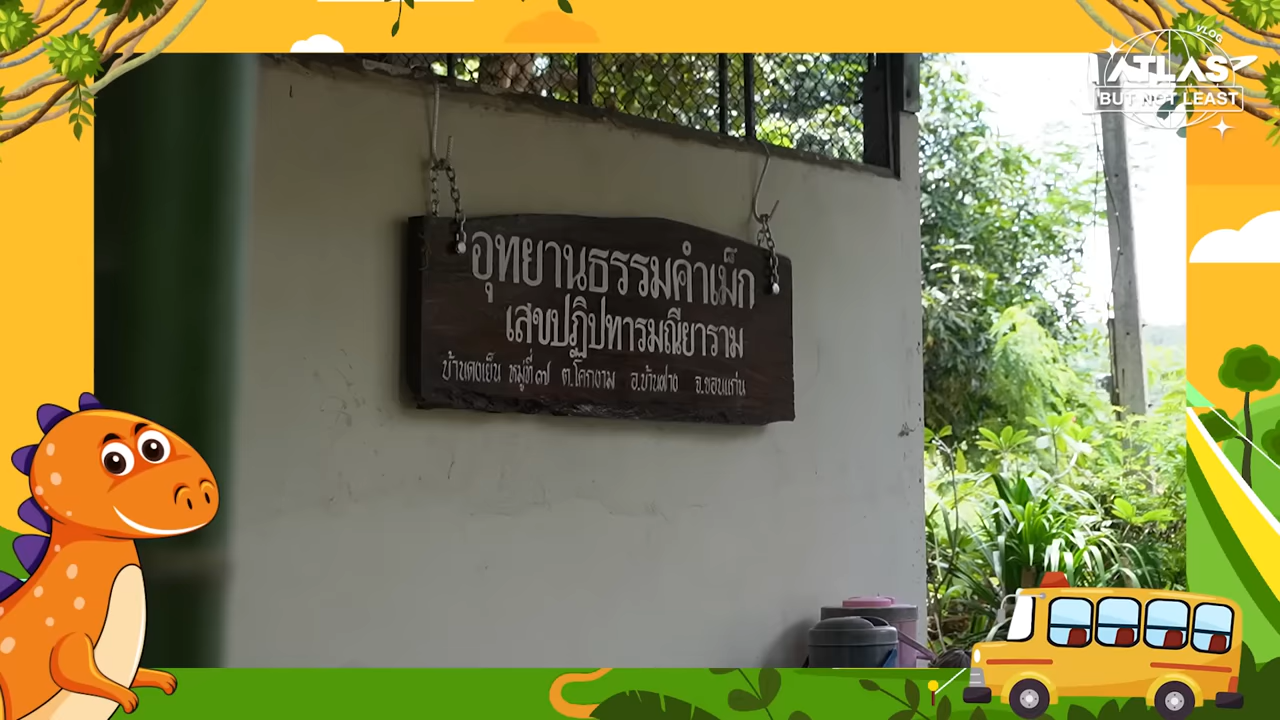 VLOG
ATLAS
BUT NOT LEAST
อุทยานธรรมคำเม็ก
เสขปฏิปทารมณียาราม
บ้านดงเย็น หมู่ที่ ๗ ต.โคกงาม อ.บ้านฝาง จ.ขอนแก่น